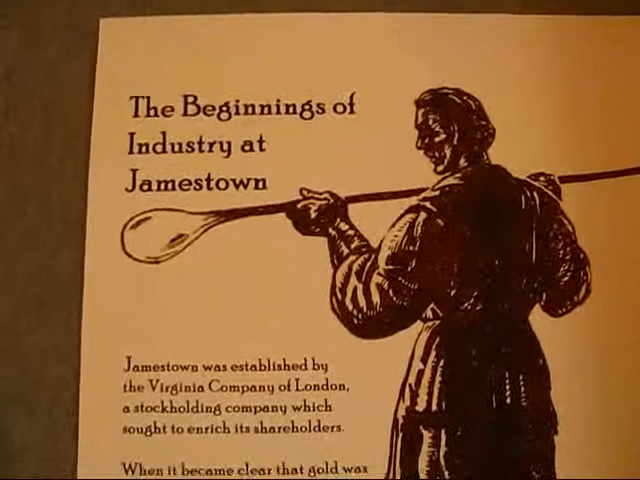 The Beginnings of
Industry at
Jamestown
Jamestown was established by
the Virginia Company of London,
a stockholding company which
sought to enrich its shareholders.
When it became clear that gold was